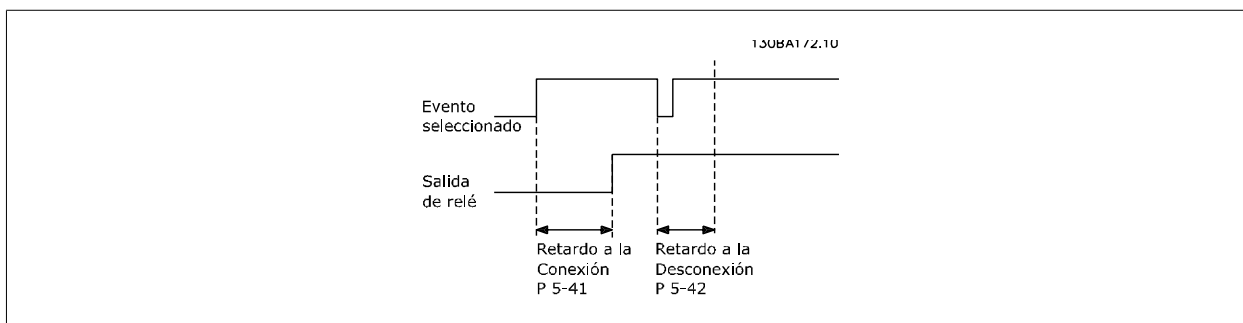 130BA172.10
Evento
seleccionado
Salida
de relé
Retardo a la
Conexión
P 5-41
Retardo a la
Desconexión
P 5-42